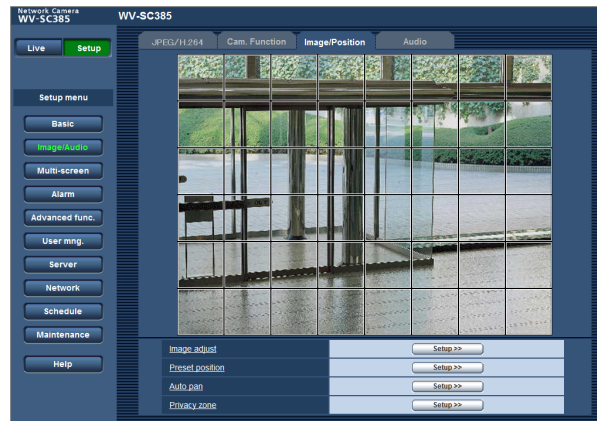 Network Camera
WV-SC385
WV-SC385
Live
Setup
JPEG/H.264
Cam. Function
Image/Position
Audio
Setup menu
Basic
Image/Audio
Multi-screen
Alarm
Advanced func.
User mng.
Server
Network
Schedule
Maintenance
Help
Image adjust
Setup >>
Preset position
Setup >>
Auto pan
Setup >>
Privacy zone
Setup >>